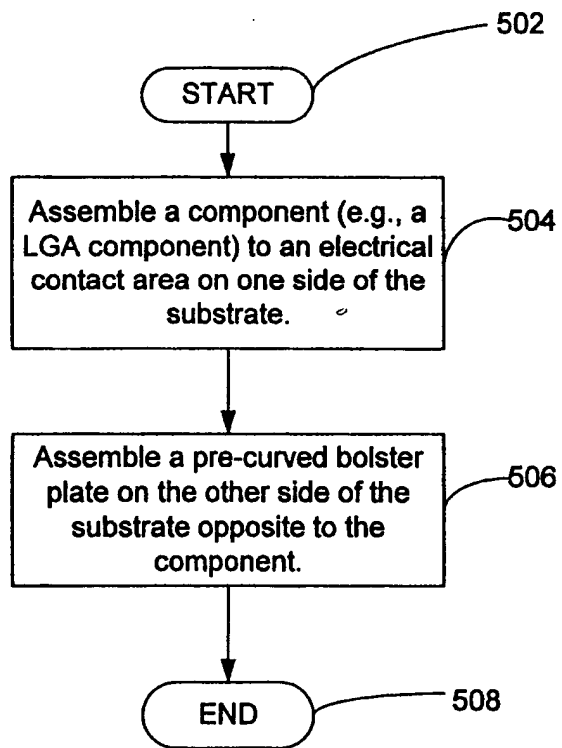 502
START
Assemble a component (e.g., a
LGA component) to an electrical
contact area on one side of the
substrate.
504
Assemble a pre-curved bolster
plate on the other side of the
substrate opposite to the
component.
506
END
508